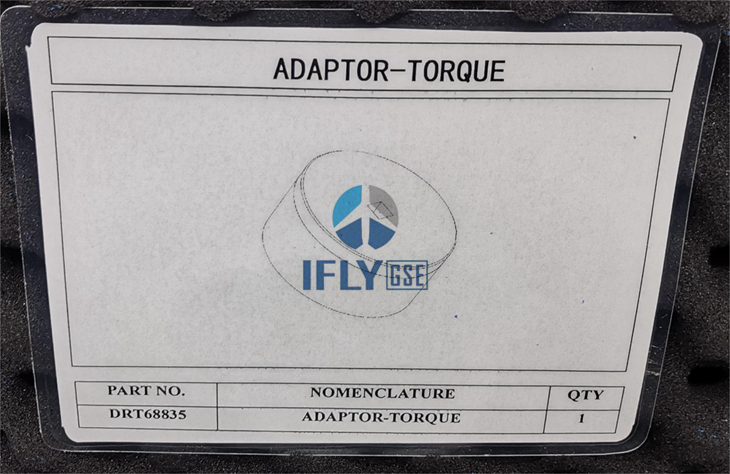 ADAPTOR-TORQUE
IFLY GSE
PART NO. NOMENCLATURE QTY
DRT68835 ADAPTOR-TORQUE 1